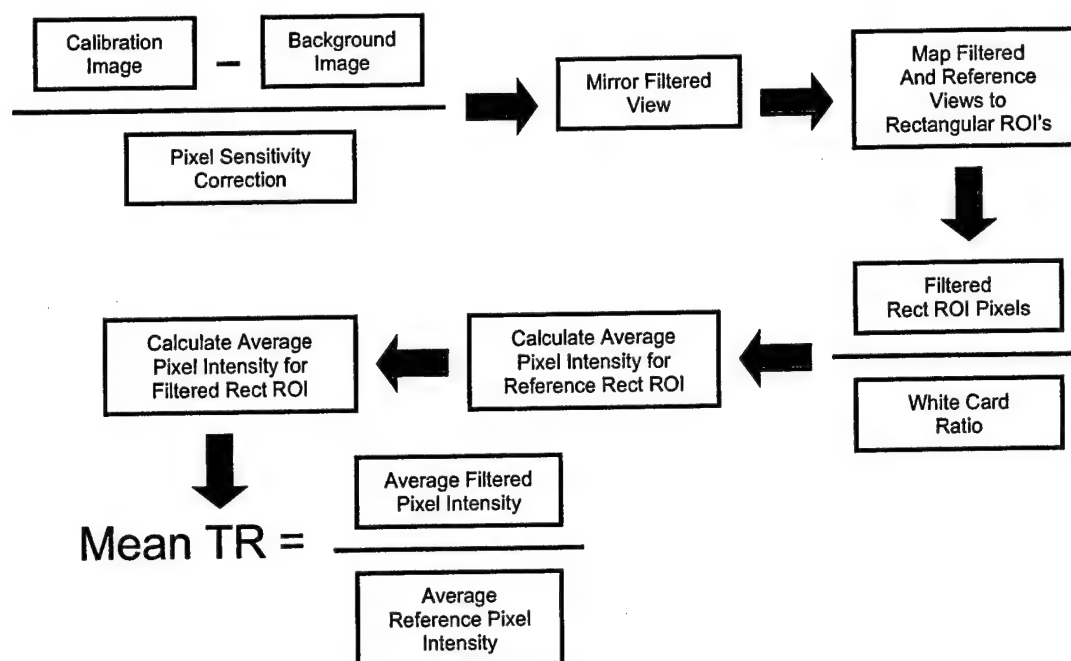 Calibration
Image
–
Background
Image
Pixel Sensitivity
Correction
Mirror Filtered
View
Map Filtered
And Reference
Views to
Rectangular ROI's
Filtered
Rect ROI Pixels
White Card
Ratio
Calculate Average
Pixel Intensity for
Reference Rect ROI
Calculate Average
Pixel Intensity for
Filtered Rect ROI
Mean TR =
Average Filtered
Pixel Intensity
Average
Reference Pixel
Intensity